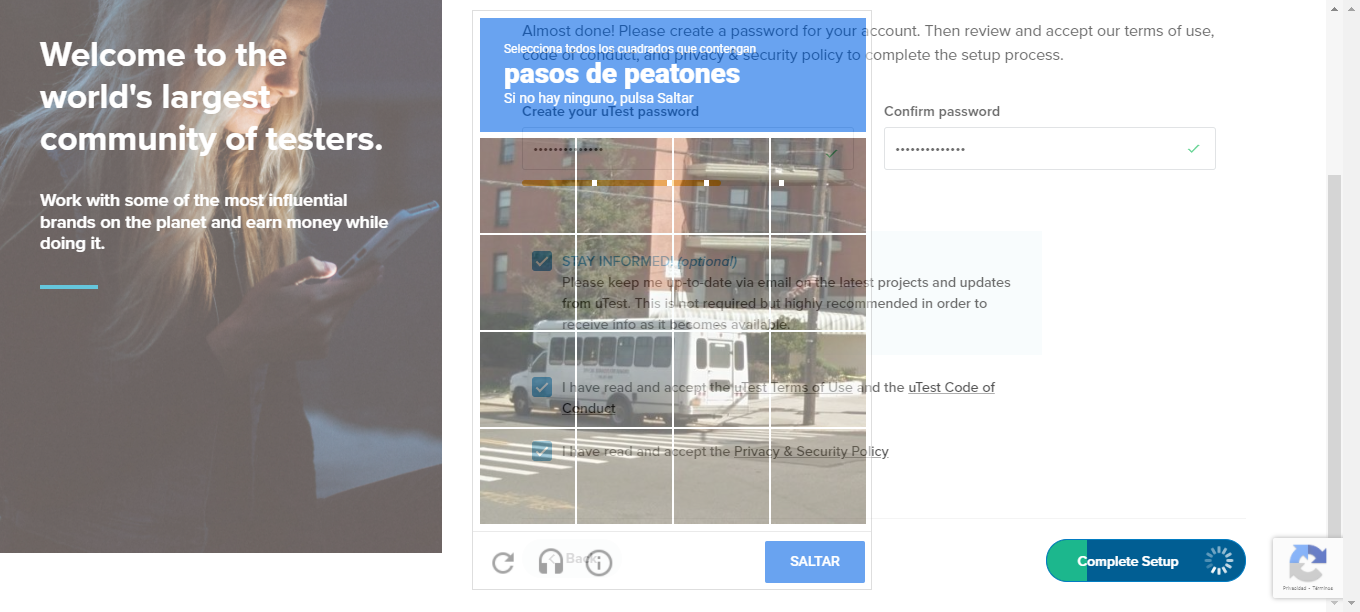 Welcome to the
world's largest
community of testers.
Work with some of the most influential
brands on the planet and earn money while
doing it.
Almost done! Please create a password for your account. Then review and accept our terms of use,
code of conduct, and privacy & security policy to complete the setup process.
Selecciona todos los cuadrados que contengan
pasos de peatones
Si no hay ninguno, pulsa Saltar
Create your uTest password
Confirm password
STAY INFORMED! (optional)
Please keep me up-to-date via email on the latest projects and updates
from uTest. This is not required but highly recommended in order to
receive info as it becomes available.
I have read and accept the uTest Terms of Use and the uTest Code of
Conduct
I have read and accept the Privacy & Security Policy
Back
SALTAR
Complete Setup
Privacidad - Términos